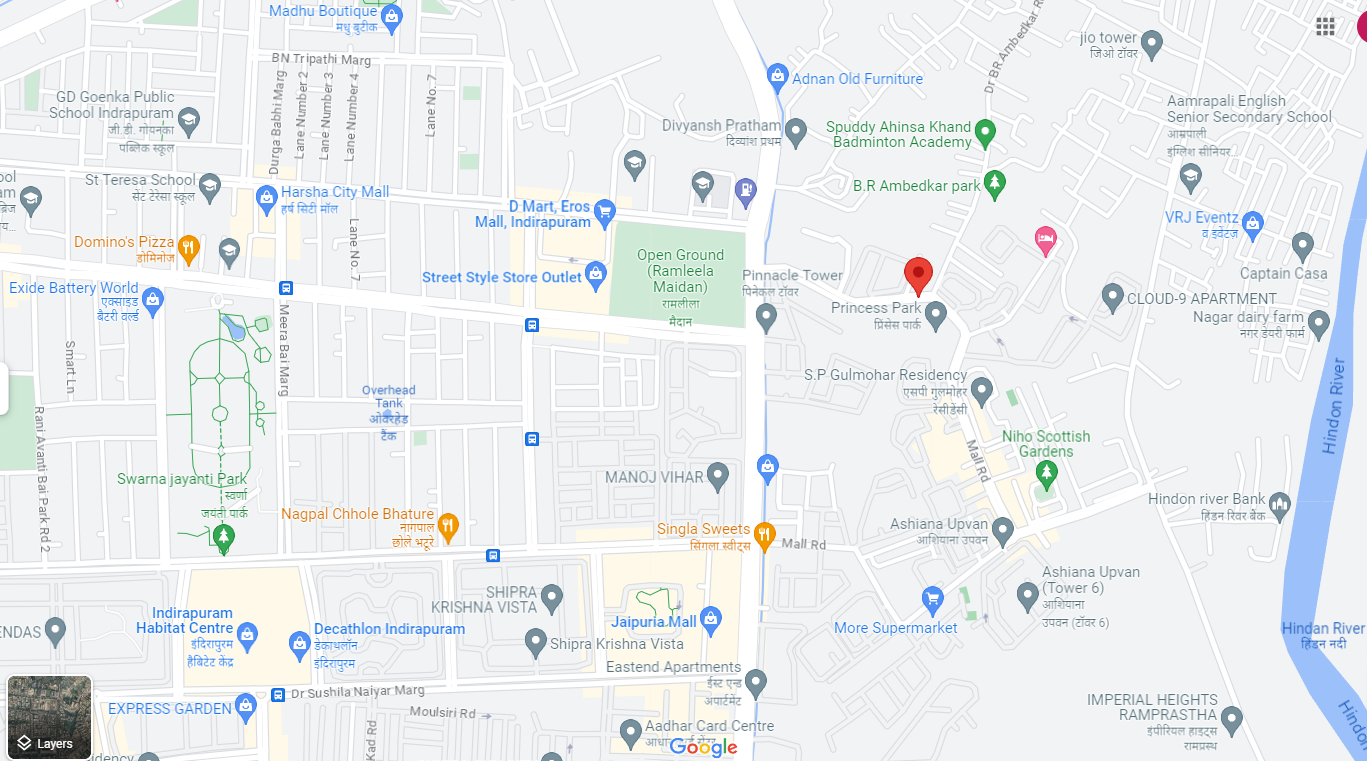 Madhu Boutique
मधु बुटीक
BN Tripathi Marg
Durga Babhi Marg
Lane Number 2
Lane Number 3
Lane Number 4
Lane No. 7
GD Goenka Public
School Indrapuram
जी.डी. गोयनका
पब्लिक स्कूल
St Teresa School
सेंट टेरेसा स्कूल
Harsha City Mall
हर्ष सिटी मॉल
Lane No. 7
Domino's Pizza
डोमिनोज
Exide Battery World
एक्साइड
बैटरी वर्ल्ड
Smart Ln
Rani Avanti Bai Park Rd 2
Meera Bai Marg
Overhead
Tank
ओवरहेड
टैंक
Swarna jayanti Park
स्वर्णा
जयंती पार्क
Nagpal Chhole Bhature
नागपाल
छोले भटूरे
D Mart, Eros
Mall, Indirapuram
Street Style Store Outlet
Open Ground
(Ramleela
Maidan)
रामलीला
मैदान
Divyansh Pratham
दिव्यांश प्रथम
Adnan Old Furniture
Dr BR Ambedkar Rd
jio tower
जिओ टॉवर
Spuddy Ahinsa Khand
Badminton Academy
B.R Ambedkar park
Aamrapali English
Senior Secondary School
आम्रपाली
इंग्लिश सीनियर...
VRJ Eventz
व इवेंटज़
Captain Casa
Pinnacle Tower
पिनेकल टॉवर
Princess Park
प्रिंसेस पार्क
CLOUD-9 APARTMENT
Nagar dairy farm
नगर डेयरी फार्म
S.P Gulmohar Residency
एसपी गुलमोहर
रेसीडेंसी
Mall Rd
Niho Scottish
Gardens
Hindon River
MANOJ VIHAR
Singla Sweets
सिंगला स्वीट्स
Mall Rd
Ashiana Upvan
आशियाना उपवन
Hindon river Bank
हिंडन रिवर बैंक
Ashiana Upvan
(Tower 6)
आशियाना
उपवन (टॉवर 6)
More Supermarket
SHIPRA
KRISHNA VISTA
Shipra Krishna Vista
Jaipuria Mall
Eastend Apartments
ईस्ट एन्ड
अपार्टमेंट
Indirapuram
Habitat Centre
इंदिरापुरम
हैबिटेट केंद्र
Decathlon Indirapuram
डेकाथलॉन
इंदिरापुरम
ENDAS
Dr Sushila Naiyar Marg
Moulsiri Rd
EXPRESS GARDEN
Kad Rd
Aadhar Card Centre
Google
Hindan River
हिंडन नदी
IMPERIAL HEIGHTS
RAMPRASTHA
इंपीरियल हाइट्स
रामप्रस्थ
Layers